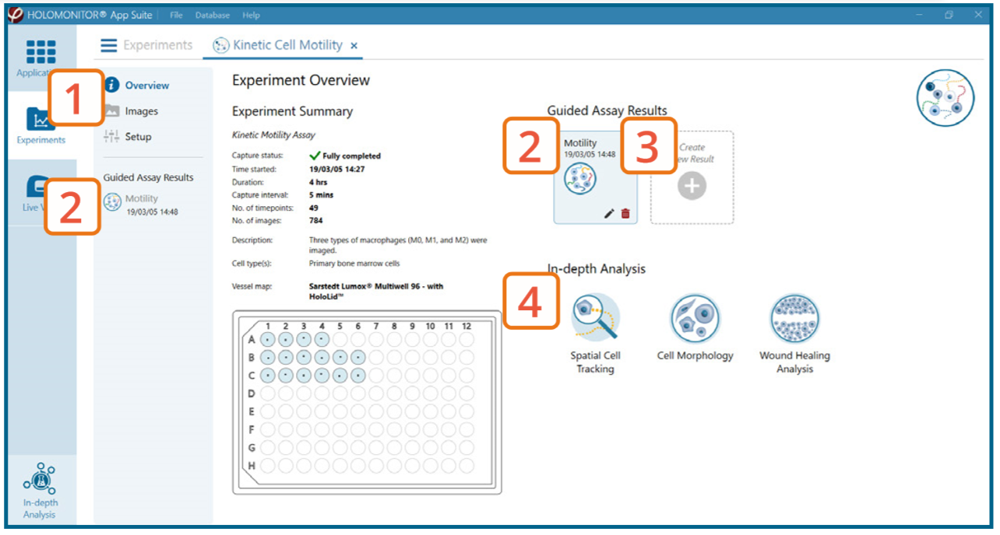 HOLOMONITOR® App Suite File Database Help
Experiments
Kinetic Cell Motility ×
1
Experiments
2
Overview
Images
Setup
Guided Assay Results
Motility
19/03/05 14:48
Experiment Overview
Experiment Summary
Kinetic Motility Assay
Capture status: Fully completed
Time started: 19/03/05 14:27
Duration: 4 hrs
Capture interval: 5 mins
No. of timepoints: 49
No. of images: 784
Description: Three types of macrophages (M0, M1, and M2) were
imaged.
Cell type(s): Primary bone marrow cells
Vessel map: Sarstedt Lumox® Multiwell 96 - with
HoloLid™
1 2 3 4 5 6 7 8 9 10 11 12
A
B
C
D
E
F
G
H
Guided Assay Results
2
Motility
19/03/05 14:48
3
Create
Result
In-depth Analysis
4
Spatial Cell
Tracking
Cell Morphology
Wound Healing
Analysis
In-depth
Analysis